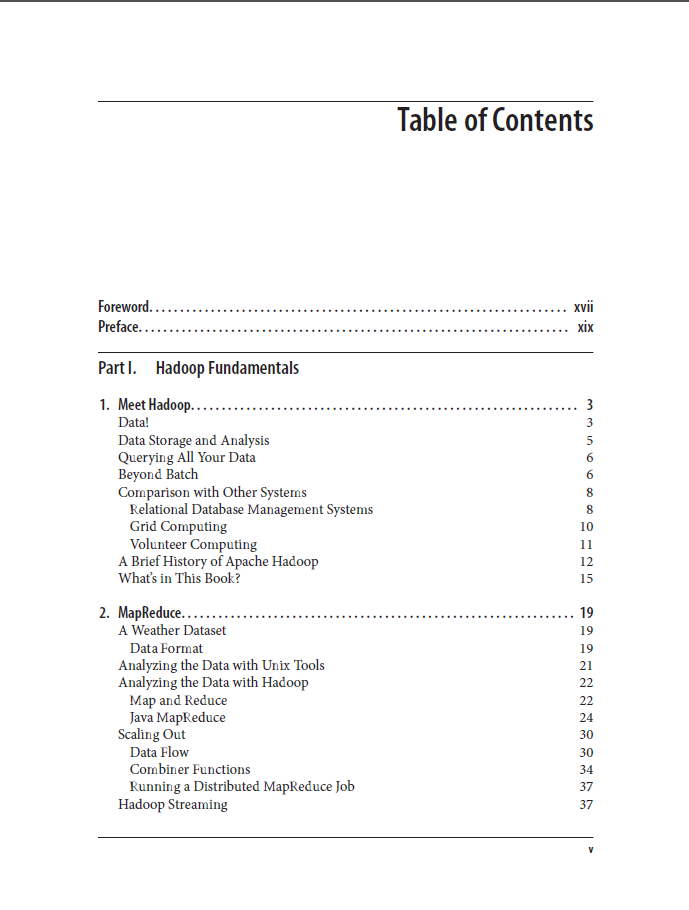 Table of Contents
Foreword. . . . . . . . . . . . . . . . . . . . . . . . . . . . . . . . . . . . . . . . . . . . . . . . . . . . . . . . . . . . . . . . . . . . . xvii
Preface. . . . . . . . . . . . . . . . . . . . . . . . . . . . . . . . . . . . . . . . . . . . . . . . . . . . . . . . . . . . . . . . . . . . . . . xix
Part I. Hadoop Fundamentals
1. Meet Hadoop. . . . . . . . . . . . . . . . . . . . . . . . . . . . . . . . . . . . . . . . . . . . . . . . . . . . . . . . . . . . . . . 3
Data! 3
Data Storage and Analysis 5
Querying All Your Data 6
Beyond Batch 6
Comparison with Other Systems 8
Relational Database Management Systems 8
Grid Computing 10
Volunteer Computing 11
A Brief History of Apache Hadoop 12
What’s in This Book? 15
2. MapReduce. . . . . . . . . . . . . . . . . . . . . . . . . . . . . . . . . . . . . . . . . . . . . . . . . . . . . . . . . . . . . . . . 19
A Weather Dataset 19
Data Format 19
Analyzing the Data with Unix Tools 21
Analyzing the Data with Hadoop 22
Map and Reduce 22
Java MapReduce 24
Scaling Out 30
Data Flow 30
Combiner Functions 34
Running a Distributed MapReduce Job 37
Hadoop Streaming 37
v